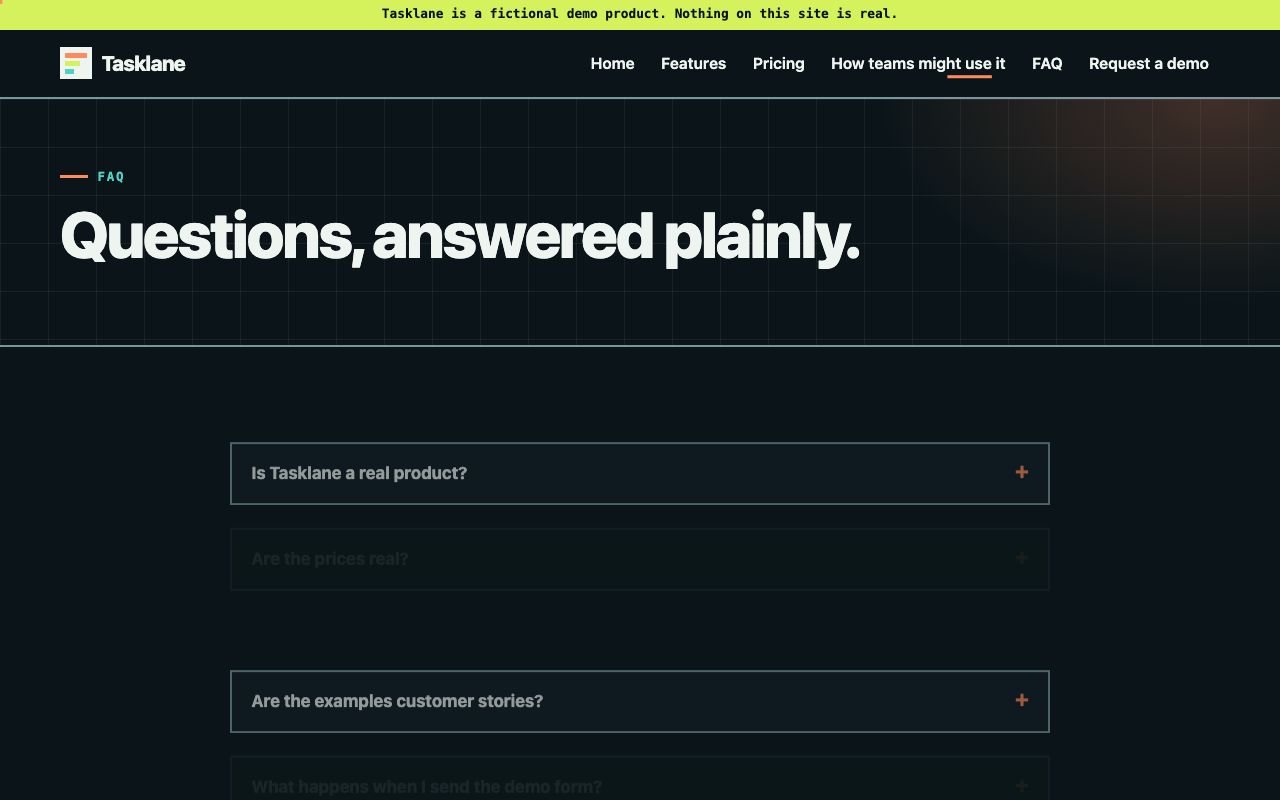 Tasklane is a fictional demo product. Nothing on this site is real.
Tasklane
Home Features Pricing How teams might use it FAQ Request a demo
FAQ
Questions, answered plainly.
Is Tasklane a real product? +
Are the prices real? +
Are the examples customer stories? +
What happens when I send the demo form? +